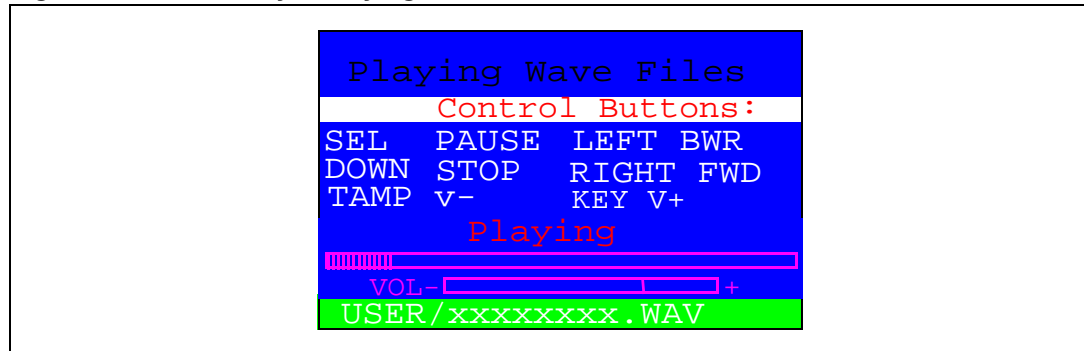 Playing Wave Files
Control Buttons:
SEL PAUSE LEFT BWR
DOWN STOP RIGHT FWD
TAMP v- KEY V+
Playing
VOL- +
USER/xxxxxxxx.WAV